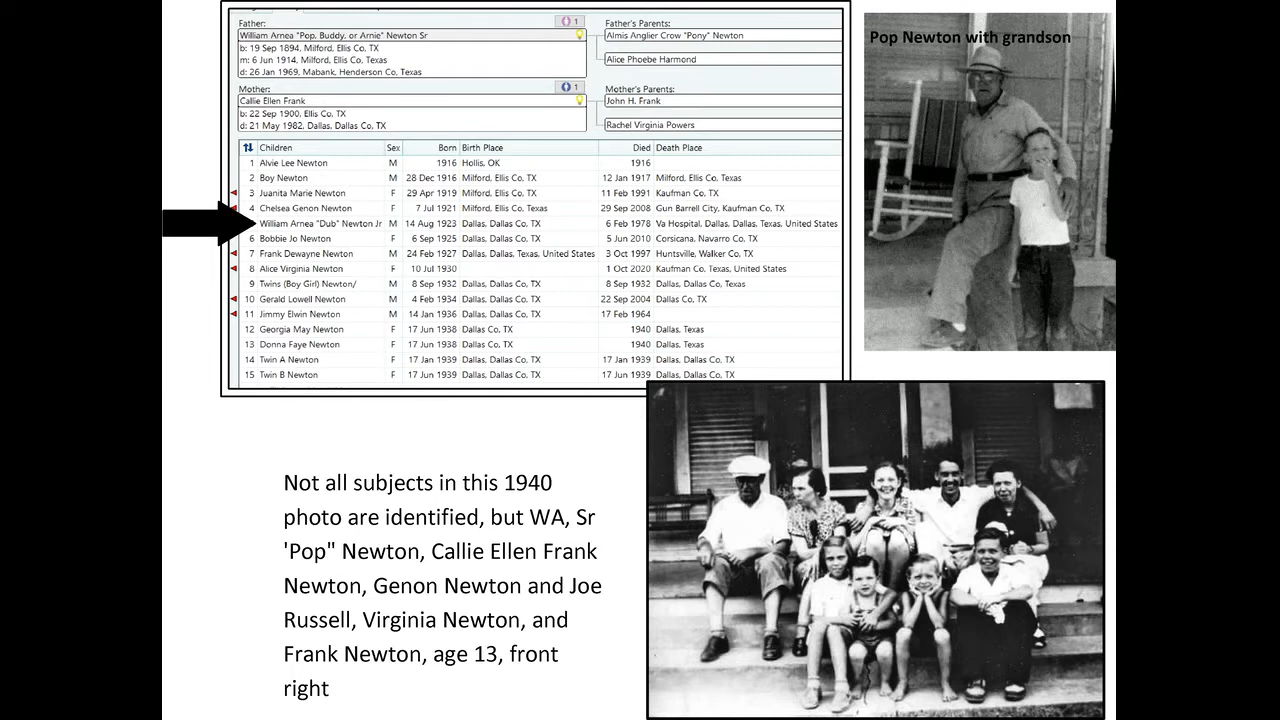 Father:
1
William Arnea "Pop, Buddy, or Arnie" Newton Sr
b: 19 Sep 1894, Milford, Ellis Co, TX
m: 6 Jun 1914, Milford, Ellis Co, Texas
d: 26 Jan 1969, Mabank, Henderson Co, Texas
Father's Parents:
Almis Anglier Crow "Pony" Newton
Alice Phoebe Harmond
Mother:
1
Callie Ellen Frank
b: 22 Sep 1900, Ellis Co, TX
d: 21 May 1982, Dallas, Dallas Co, TX
Mother's Parents:
John H. Frank
Rachel Virginia Powers
Children Sex Born Birth Place Died Death Place
1 Alvie Lee Newton M 1916 Hollis, OK 1916
2 Boy Newton M 28 Dec 1916 Milford, Ellis Co, TX 12 Jan 1917 Milford, Ellis Co, Texas
3 Juanita Marie Newton F 29 Apr 1919 Milford, Ellis Co, TX 11 Feb 1991 Kaufman Co, TX
4 Chelsea Genon Newton F 7 Jul 1921 Milford, Ellis Co, Texas 29 Sep 2008 Gun Barrell City, Kaufman Co, TX
William Arnea "Dub" Newton Jr M 14 Aug 1923 Dallas, Dallas Co, TX 6 Feb 1978 Va Hospital, Dallas, Dallas, Texas, United States
6 Bobbie Jo Newton F 6 Sep 1925 Dallas, Dallas Co, TX 5 Jun 2010 Corsicana, Navarro Co, TX
7 Frank Dewayne Newton M 24 Feb 1927 Dallas, Dallas, Texas, United States 3 Oct 1997 Huntsville, Walker Co, TX
8 Alice Virginia Newton F 10 Jul 1930 1 Oct 2020 Kaufman Co, Texas, United States
9 Twins (Boy Girl) Newton/ M 8 Sep 1932 Dallas, Dallas Co, TX 8 Sep 1932 Dallas, Dallas Co, Texas
10 Gerald Lowell Newton M 4 Feb 1934 Dallas, Dallas Co, TX 22 Sep 2004 Dallas Co, TX
11 Jimmy Elwin Newton M 14 Jan 1936 Dallas, Dallas Co, TX 17 Feb 1964
12 Georgia May Newton F 17 Jun 1938 Dallas Co, TX 1940 Dallas, Texas
13 Donna Faye Newton F 17 Jun 1938 Dallas Co, TX 1940 Dallas, Texas
14 Twin A Newton F 17 Jan 1939 Dallas, Dallas Co, TX 17 Jan 1939 Dallas, Dallas Co, TX
15 Twin B Newton F 17 Jun 1939 Dallas, Dallas Co, TX 17 Jun 1939 Dallas, Dallas Co, TX
Pop Newton with grandson
Not all subjects in this 1940
photo are identified, but WA, Sr
'Pop" Newton, Callie Ellen Frank
Newton, Genon Newton and Joe
Russell, Virginia Newton, and
Frank Newton, age 13, front
right